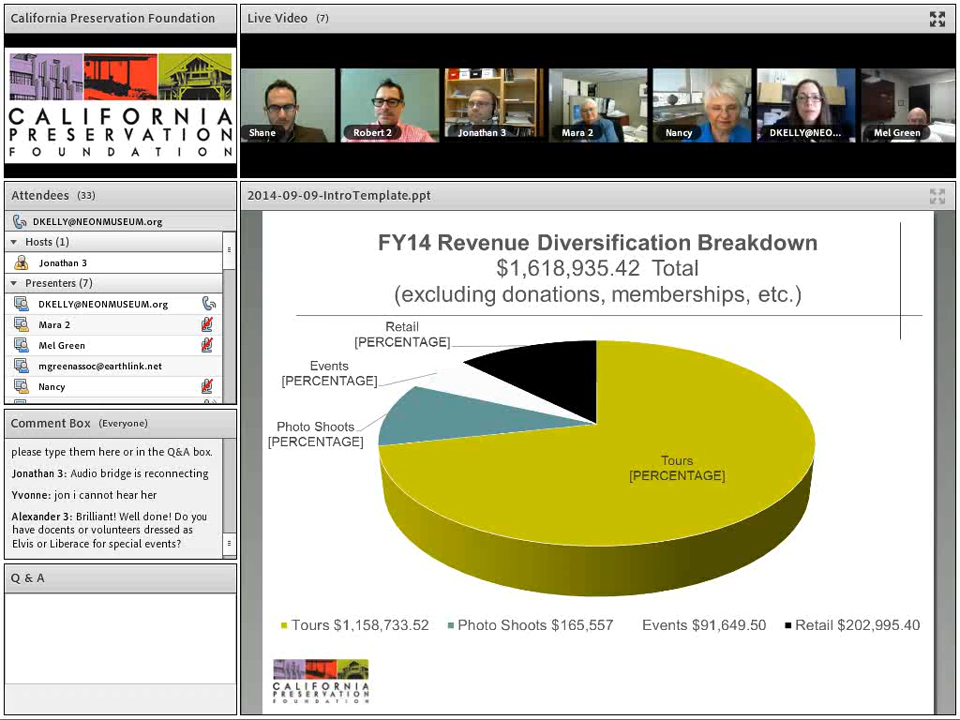 California Preservation Foundation
CALIFORNIA
PRESERVATION
FOUNDATION
Live Video (7)
Shane
Robert 2
Jonathan 3
Mara 2
Nancy
DKELLY@NEO...
Mel Green
Attendees (33)
DKELLY@NEONMUSEUM.org
Hosts (1)
Jonathan 3
Presenters (7)
DKELLY@NEONMUSEUM.org
Mara 2
Mel Green
mgreenassoc@earthlink.net
Nancy
Comment Box (Everyone)
please type them here or in the Q&A box.
Jonathan 3: Audio bridge is reconnecting
Yvonne: jon i cannot hear her
Alexander 3: Brilliant! Well done! Do you
have docents or volunteers dressed as
Elvis or Liberace for special events?
Q & A
2014-09-09-IntroTemplate.ppt
FY14 Revenue Diversification Breakdown
$1,618,935.42 Total
(excluding donations, memberships, etc.)
Retail
[PERCENTAGE]
Events
[PERCENTAGE]
Photo Shoots
[PERCENTAGE]
Tours
[PERCENTAGE]
Tours $1,158,733.52 Photo Shoots $165,557 Events $91,649.50 Retail $202,995.40
CALIFORNIA
PRESERVATION
FOUNDATION